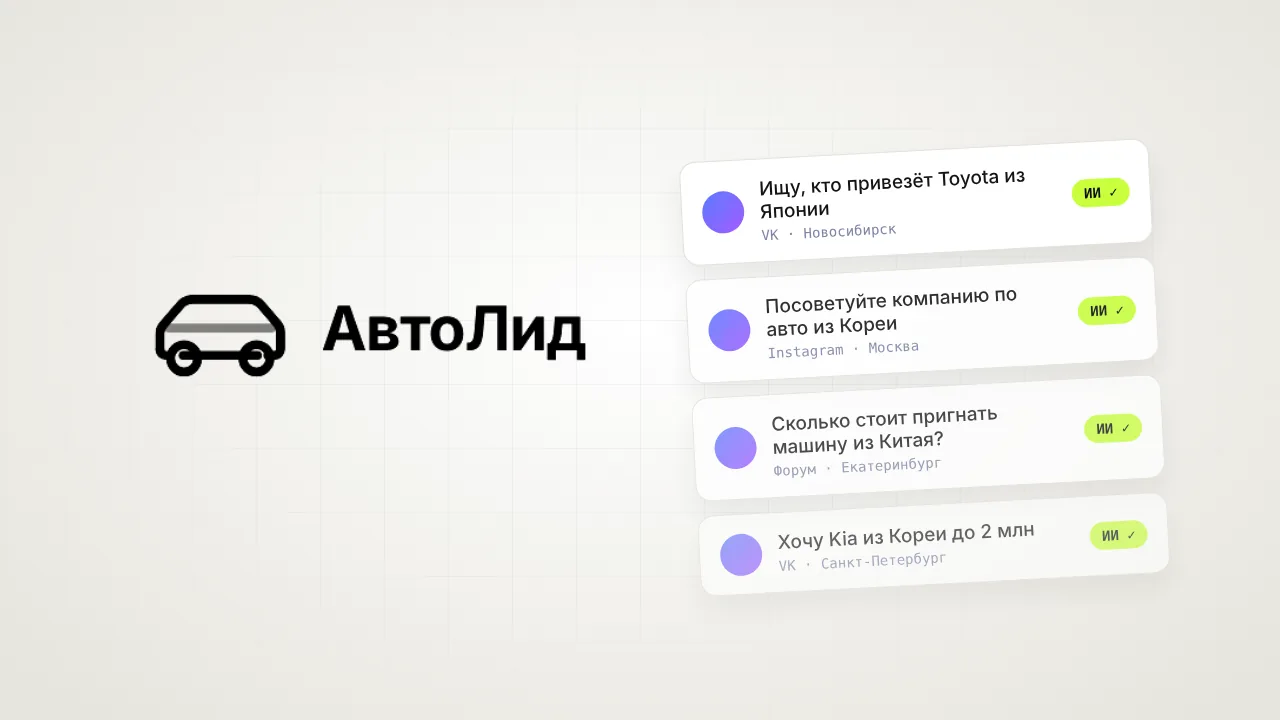 АвтоЛид
Ищу, кто привезёт Toyota из
Японии
VK · Новосибирск
ИИ ✓
Посоветуйте компанию по
авто из Кореи
Instagram · Москва
ИИ ✓
Сколько стоит пригнать
машину из Китая?
Форум · Екатеринбург
ИИ ✓
Хочу Kia из Кореи до 2 млн
VK · Санкт-Петербург
ИИ ✓